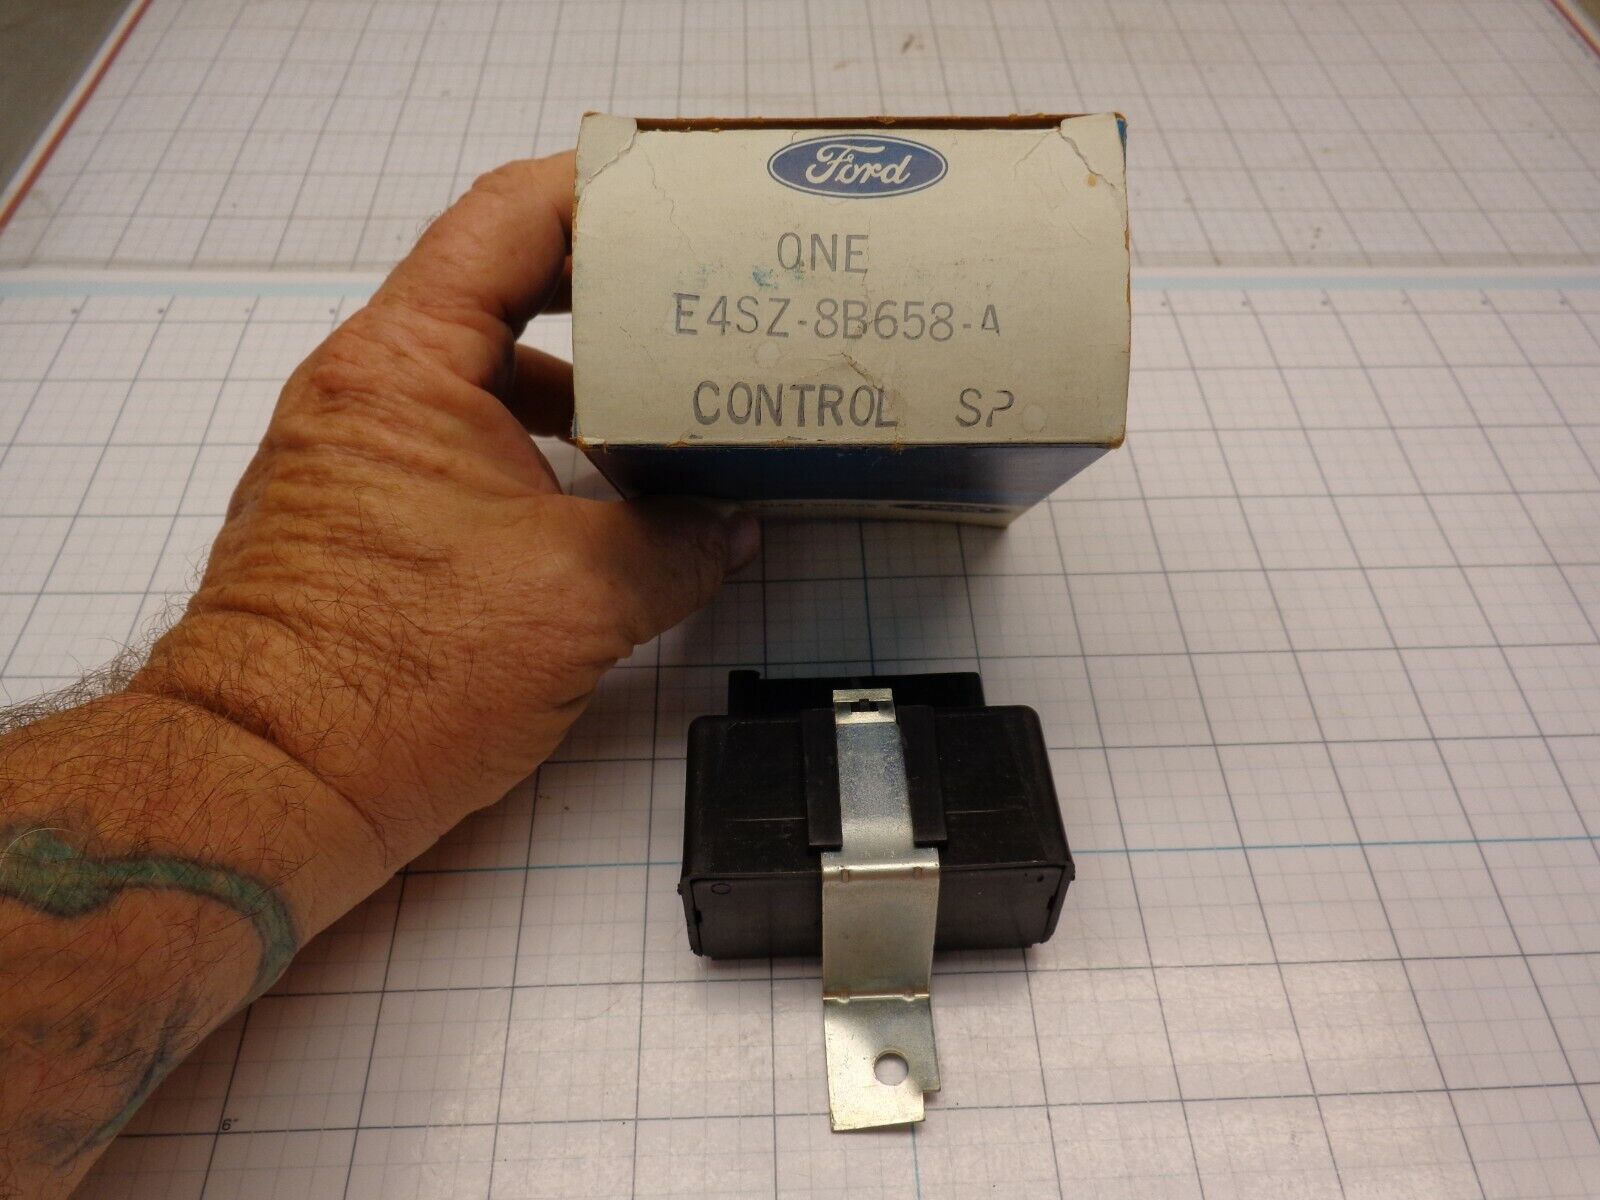 Ford
ONE
E4SZ-8B658-A
CONTROL SP
6"